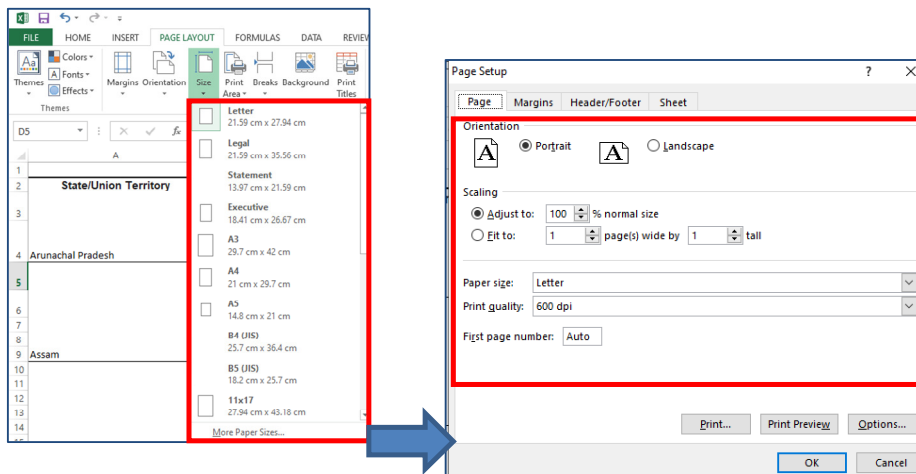 FILE HOME INSERT PAGE LAYOUT FORMULAS DATA REVIEW
Themes
Colors
Fonts
Effects
Margins Orientation Size Print Area Breaks Background Print Titles
Themes
D5
fx
A
1
2 State/Union Territory
3
4 Arunachal Pradesh
5
6
7
8
9 Assam
10
11
12
13
14
Letter
21.59 cm x 27.94 cm
Legal
21.59 cm x 35.56 cm
Statement
13.97 cm x 21.59 cm
Executive
18.41 cm x 26.67 cm
A3
29.7 cm x 42 cm
A4
21 cm x 29.7 cm
A5
14.8 cm x 21 cm
B4 (JIS)
25.7 cm x 36.4 cm
B5 (JIS)
18.2 cm x 25.7 cm
11x17
27.94 cm x 43.18 cm
More Paper Sizes...
Page Setup ? X
Page Margins Header/Footer Sheet
Orientation
A Portrait A Landscape
Scaling
Adjust to: 100 % normal size
Fit to: 1 page(s) wide by 1 tall
Paper size: Letter
Print quality: 600 dpi
First page number: Auto
Print... Print Preview Options...
OK Cancel